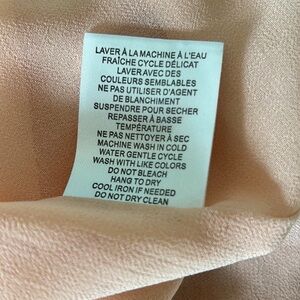 LAVER À LA MACHINE À L'EAU
FRAÎCHE CYCLE DÉLICAT
LAVER AVEC DES
COULEURS SEMBLABLES
NE PAS UTILISER D'AGENT
DE BLANCHIMENT
SUSPENDRE POUR SECHER
REPASSER À BASSE
TEMPÉRATURE
NE PAS NETTOYER À SEC
MACHINE WASH IN COLD
WATER GENTLE CYCLE
WASH WITH LIKE COLORS
DO NOT BLEACH
HANG TO DRY
COOL IRON IF NEEDED
DO NOT DRY CLEAN